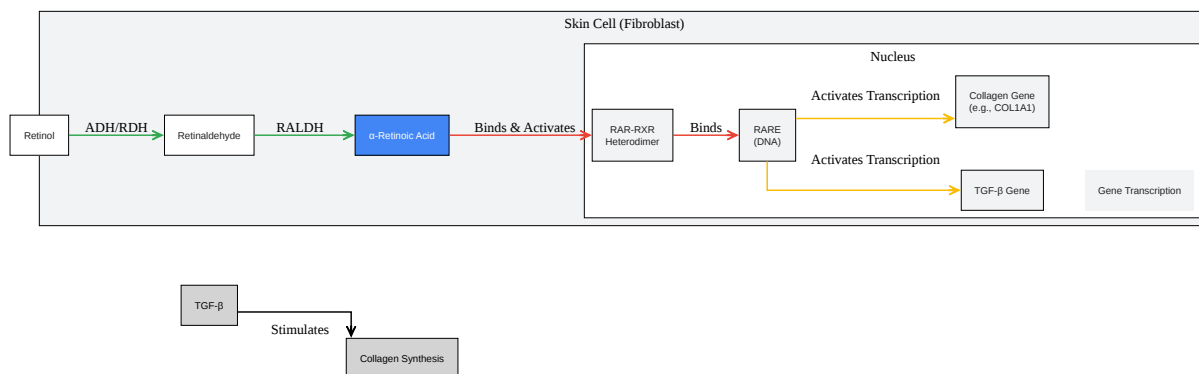 Skin Cell (Fibroblast)
Nucleus
Activates Transcription
Collagen Gene
(e.g., COL1A1)
Retinol
ADH/RDH
Retinaldehyde
RALDH
α-Retinoic Acid
Binds & Activates
RAR-RXR
Heterodimer
Binds
RARE
(DNA)
Activates Transcription
TGF-β Gene
Gene Transcription
TGF-β
Stimulates
Collagen Synthesis